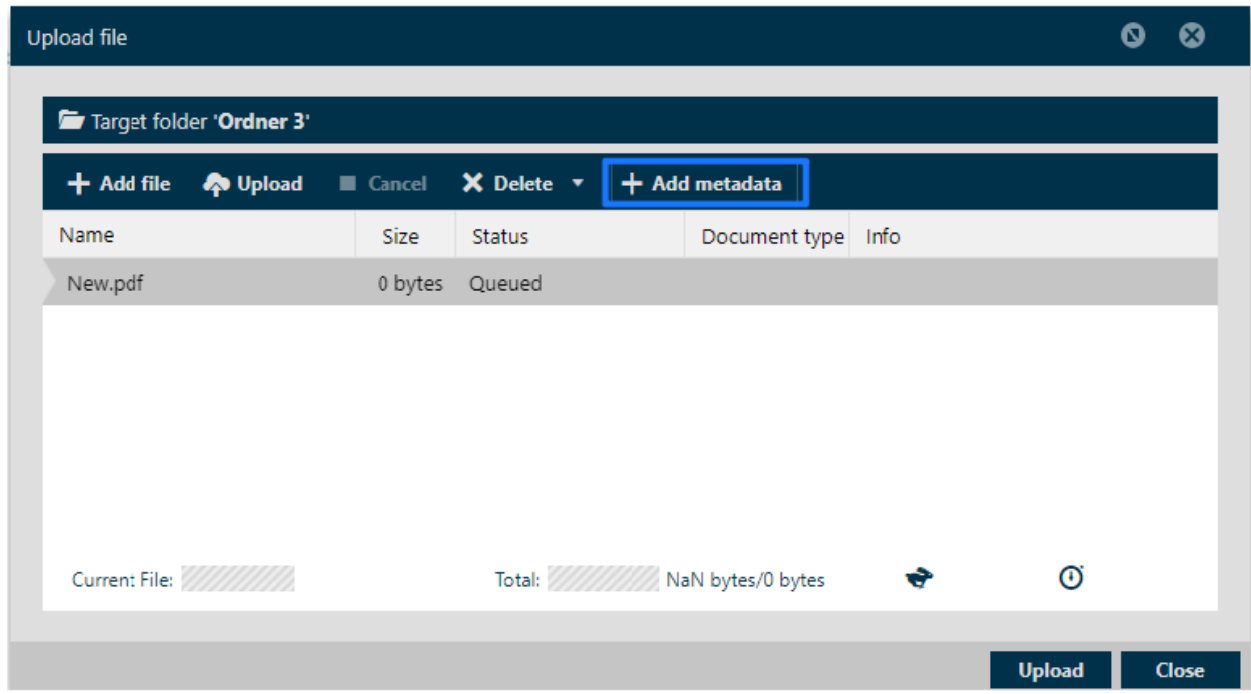 Upload file
Target folder 'Ordner 3'
Add file Upload Cancel Delete Add metadata
Name Size Status Document type Info
New.pdf 0 bytes Queued
Current File: Total: NaN bytes/0 bytes
Upload Close